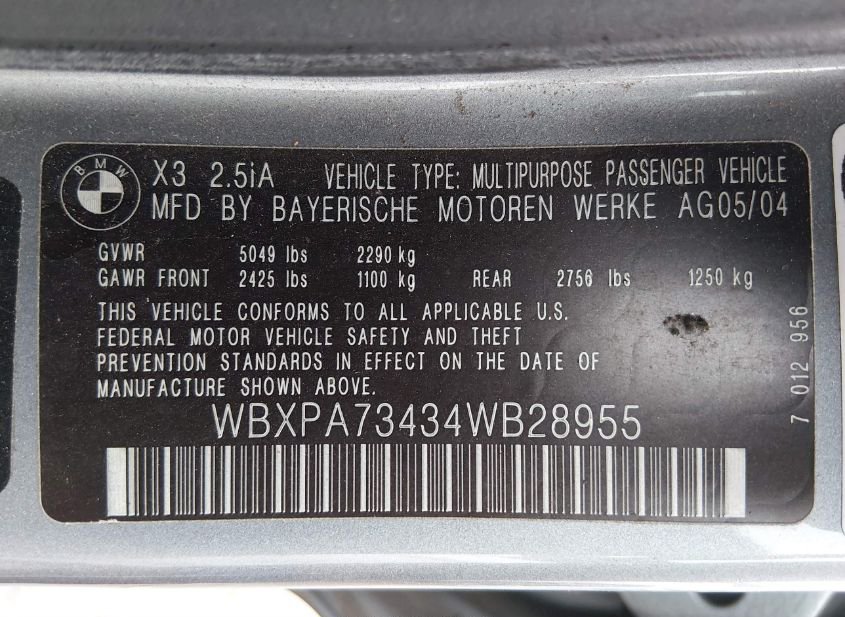 BMW
X3 2.5iA VEHICLE TYPE: MULTIPURPOSE PASSENGER VEHICLE
MFD BY BAYERISCHE MOTOREN WERKE AG05/04
GVWR 5049 lbs 2290 kg
GAWR FRONT 2425 lbs 1100 kg REAR 2756 lbs 1250 kg
THIS VEHICLE CONFORMS TO ALL APPLICABLE U.S.
FEDERAL MOTOR VEHICLE SAFETY AND THEFT
PREVENTION STANDARDS IN EFFECT ON THE DATE OF
MANUFACTURE SHOWN ABOVE.
WBXPA73434WB28955
7 012 956